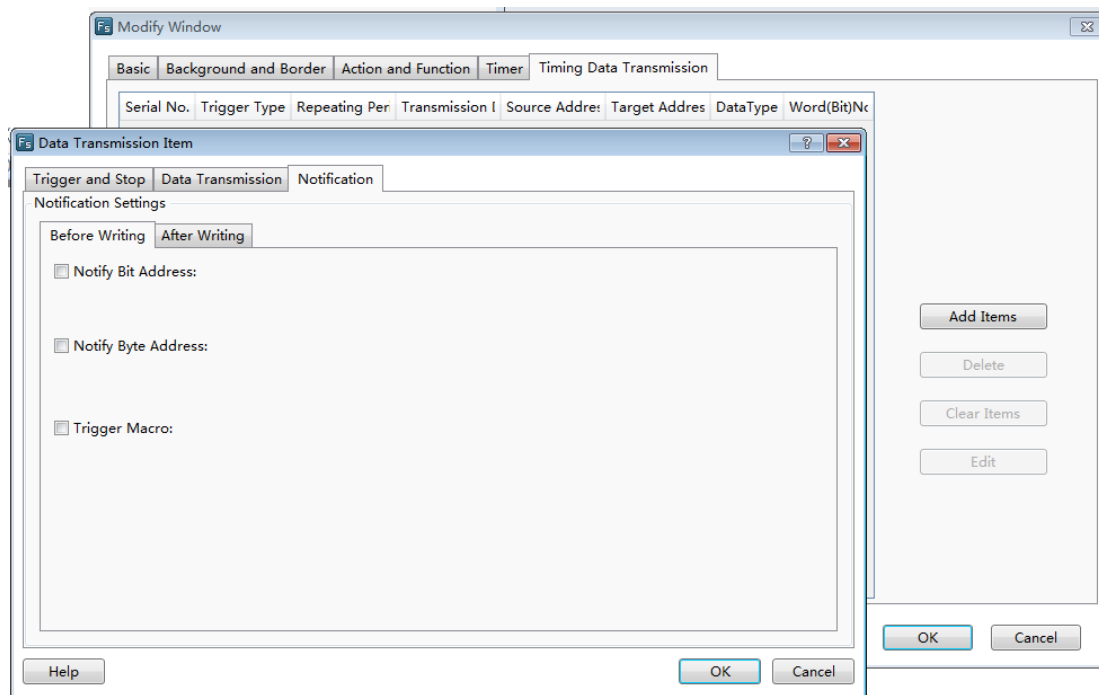 Fs Modify Window
Basic Background and Border Action and Function Timer Timing Data Transmission
Serial No. Trigger Type Repeating Per Transmission I Source Addres Target Addres DataType Word(Bit)Nc
Fs Data Transmission Item
Trigger and Stop Data Transmission Notification
Notification Settings
Before Writing After Writing
Notify Bit Address:
Notify Byte Address:
Trigger Macro:
Add Items
Delete
Clear Items
Edit
OK Cancel
Help OK Cancel